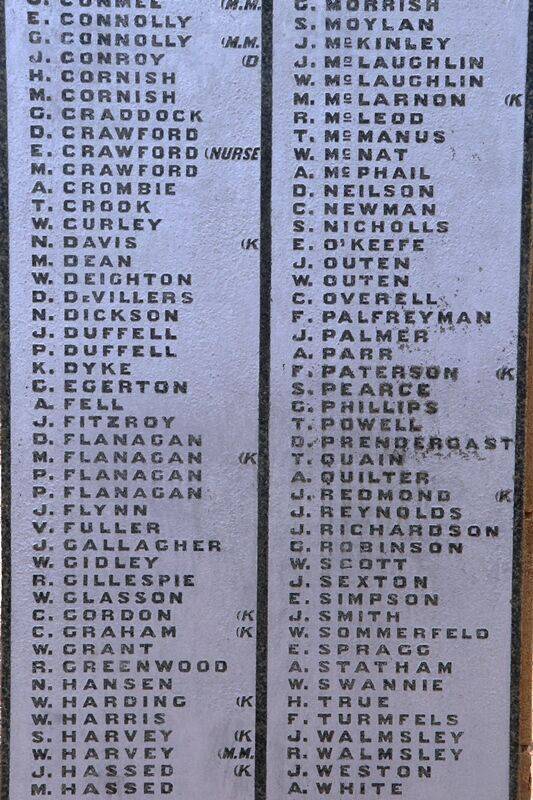 G. CONMEE (M.M.
E. CONNOLLY
G. CONNOLLY (M.M.
J. CONROY (D
H. CORNISH
M. CORNISH
G. CRADDOCK
D. CRAWFORD
E. CRAWFORD (NURSE
M. CRAWFORD
A. CROMBIE
T. CROOK
W. CURLEY
N. DAVIS (K
M. DEAN
W. DEIGHTON
D. DEVILLERS
N. DICKSON
J. DUFFELL
P. DUFFELL
K. DYKE
C. EGERTON
A. FELL
J. FITZROY
D. FLANAGAN
M. FLANAGAN (K
P. FLANAGAN
P. FLANAGAN
J. FLYNN
V. FULLER
J. GALLAGHER
W. GIDLEY
R. GILLESPIE
W. GLASSON
C. GORDON (K
C. GRAHAM (K
W. GRANT
R. GREENWOOD
N. HANSEN
W. HARDING (K
W. HARRIS
S. HARVEY (K
W. HARVEY (M.M.
J. HASSED (K
M. HASSED
G. MORRISH
S. MOYLAN
J. McKINLEY
J. McLAUGHLIN
W. McLAUGHLIN
M. McLARNON (K
R. McLEOD
T. McMANUS
W. McNAT
A. McPHAIL
D. NEILSON
C. NEWMAN
S. NICHOLLS
E. O'KEEFE
J. OUTEN
W. OUTEN
C. OVERELL
F. PALFREYMAN
J. PALMER
A. PARR
F. PATERSON (K
S. PEARCE
G. PHILLIPS
T. POWELL
D. PRENDERGAST
T. QUAIN
A. QUILTER
J. REDMOND (K
J. REYNOLDS
J. RICHARDSON
G. ROBINSON
W. SCOTT
J. SEXTON
E. SIMPSON
J. SMITH
W. SOMMERFELD
E. SPRAGG
A. STATHAM
W. SWANNIE
H. TRUE
F. TURMFELS
J. WALMSLEY
R. WALMSLEY
J. WESTON
A. WHITE